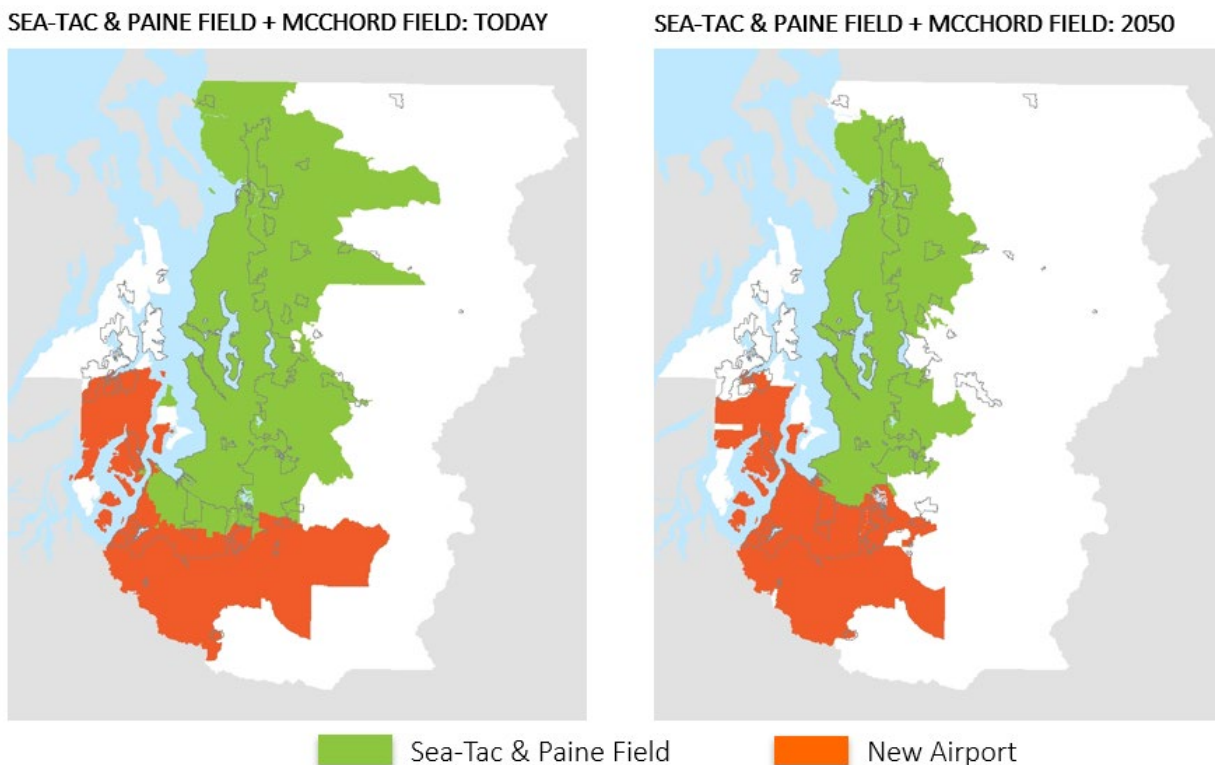 SEA-TAC & PAINE FIELD + MCCHORD FIELD: TODAY
SEA-TAC & PAINE FIELD + MCCHORD FIELD: 2050
Sea-Tac & Paine Field
New Airport